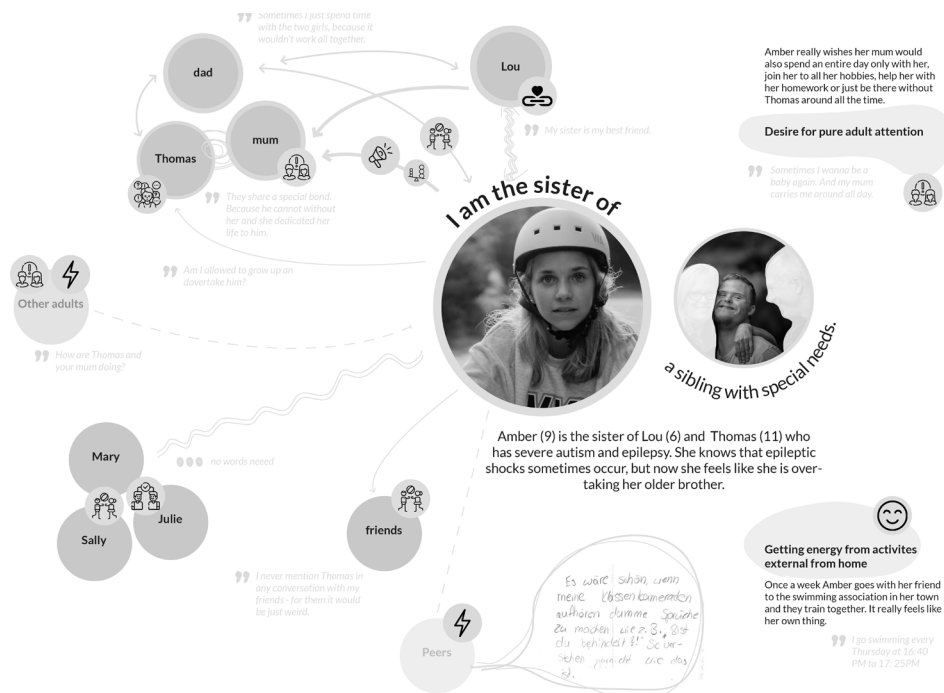 Sometimes I just spend time
with the two girls, because it
wouldn't work all together.
dad
Lou
mum
Thomas
My sister is my best friend.
They share a special bond.
Because he cannot without
her and she dedicated her
life to him.
Am I allowed to grow up an
dovertake him?
Other adults
How are Thomas and
your mum doing?
I am the sister of
a sibling with special needs.
Amber really wishes her mum would
also spend an entire day only with her,
join her to all her hobbies, help her with
her homework or just be there without
Thomas around all the time.
Desire for pure adult attention
Sometimes I wanna be a
baby again. And my mum
carries me around all day.
Amber (9) is the sister of Lou (6) and Thomas (11) who
has severe autism and epilepsy. She knows that epileptic
shocks sometimes occur, but now she feels like she is over-
taking her older brother.
Mary
Julie
Sally
no words neeed
friends
I never mention Thomas in
any conversation with my
friends - for them it would
be just weird.
Peers
Es wäre schön, wenn
meine Klassenkameraden
aufhören dumme Sprüche
zu machen wie z.B. "Bist
du behindert?" Sie ver-
stehen garnicht wie das
ist.
Getting energy from activites
external from home
Once a week Amber goes with her friend
to the swimming association in her town
and they train together. It really feels like
her own thing.
I go swimming every
Thursday at 16:40
PM to 17:25PM